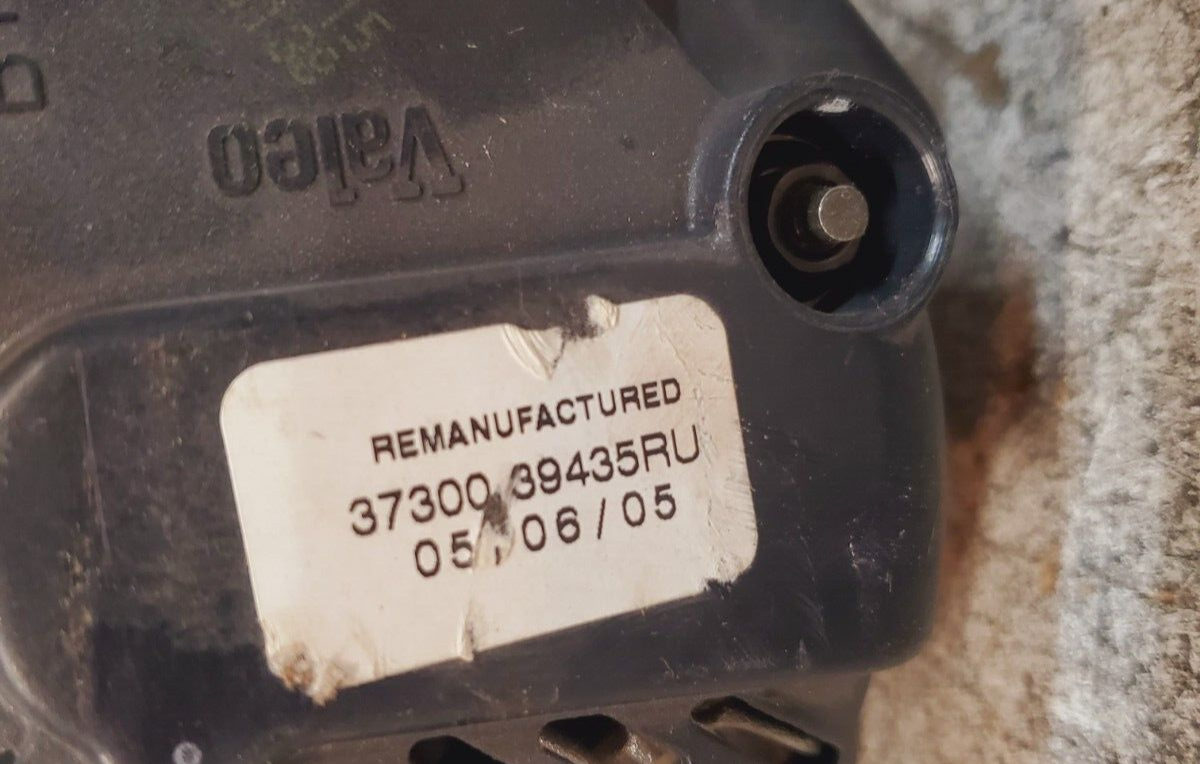 Valeo
REMANUFACTURED
37300 39435RU
05/06/05